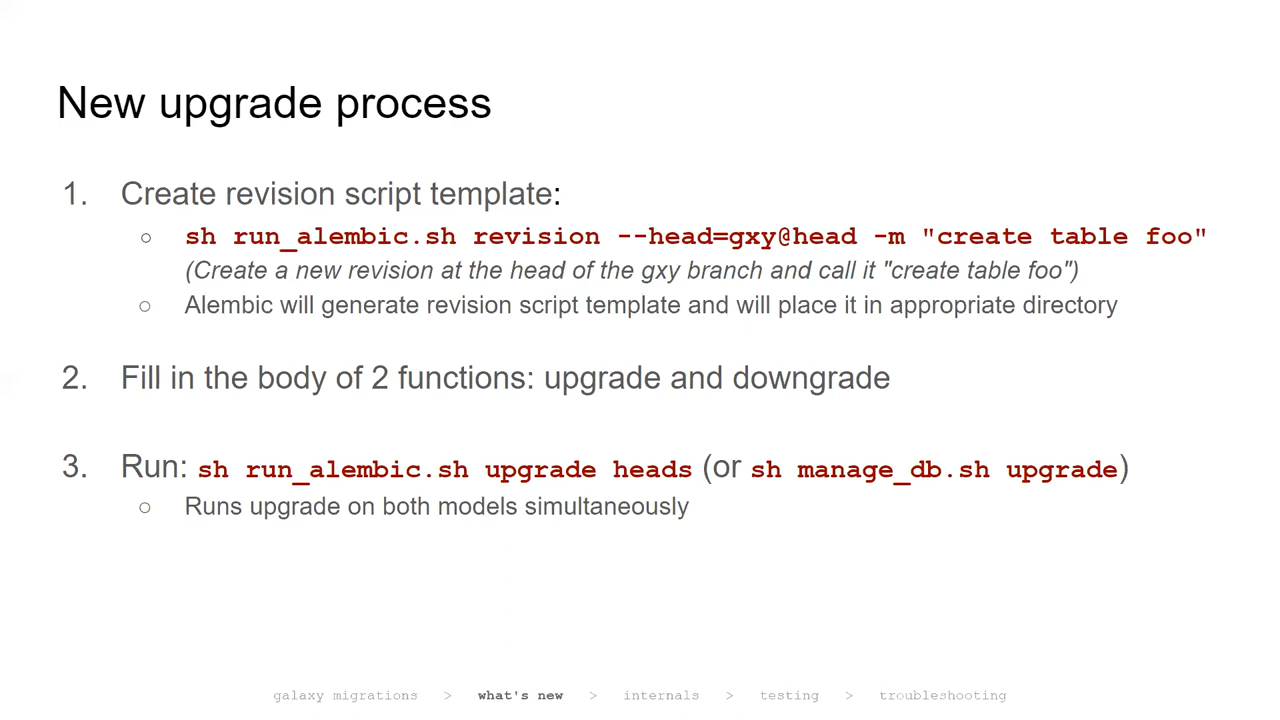 New upgrade process
1. Create revision script template:
○ sh run_alembic.sh revision --head=gxy@head -m "create table foo"
(Create a new revision at the head of the gxy branch and call it "create table foo")
○ Alembic will generate revision script template and will place it in appropriate directory
2. Fill in the body of 2 functions: upgrade and downgrade
3. Run: sh run_alembic.sh upgrade heads (or sh manage_db.sh upgrade)
○ Runs upgrade on both models simultaneously
galaxy migrations > what's new > internals > testing > troubleshooting